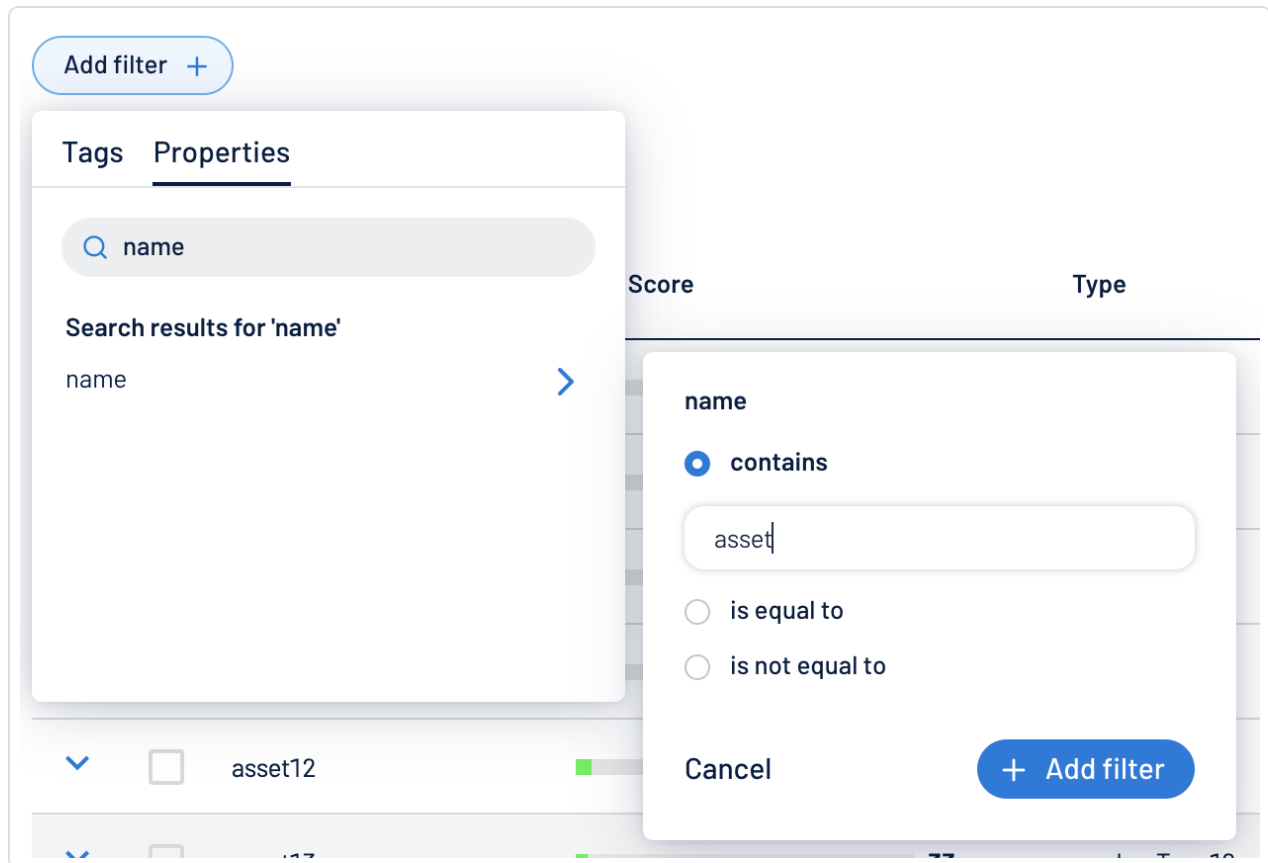 Add filter
Tags Properties
name
Search results for 'name'
name
Score Type
name
contains
asset
is equal to
is not equal to
Cancel
Add filter
asset12